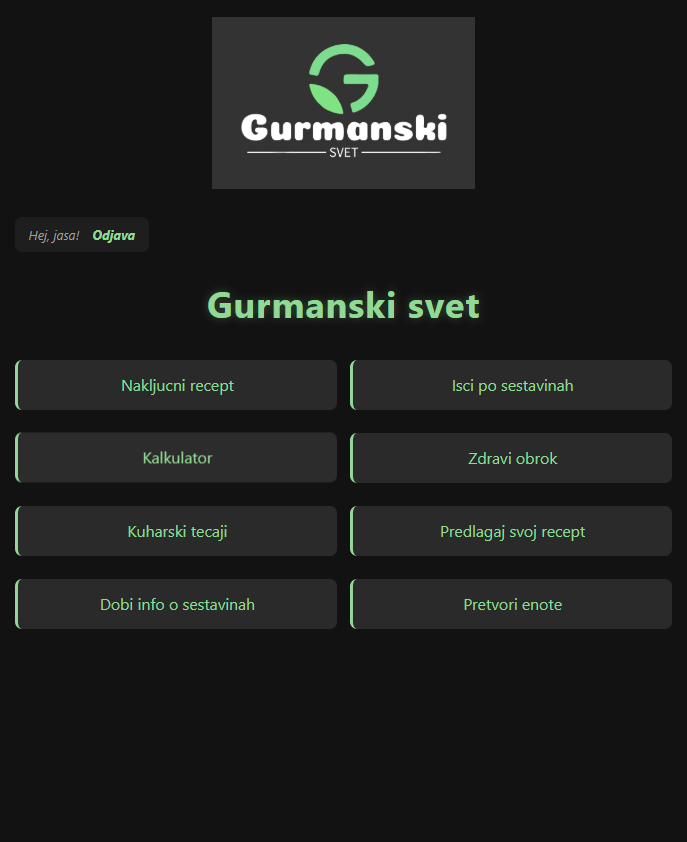 Gurmanski
SVET
Hej, jasa! Odjava
Gurmanski svet
Nakljucni recept
Isci po sestavinah
Kalkulator
Zdravi obrok
Kuharski tecaji
Predlagaj svoj recept
Dobi info o sestavinah
Pretvori enote